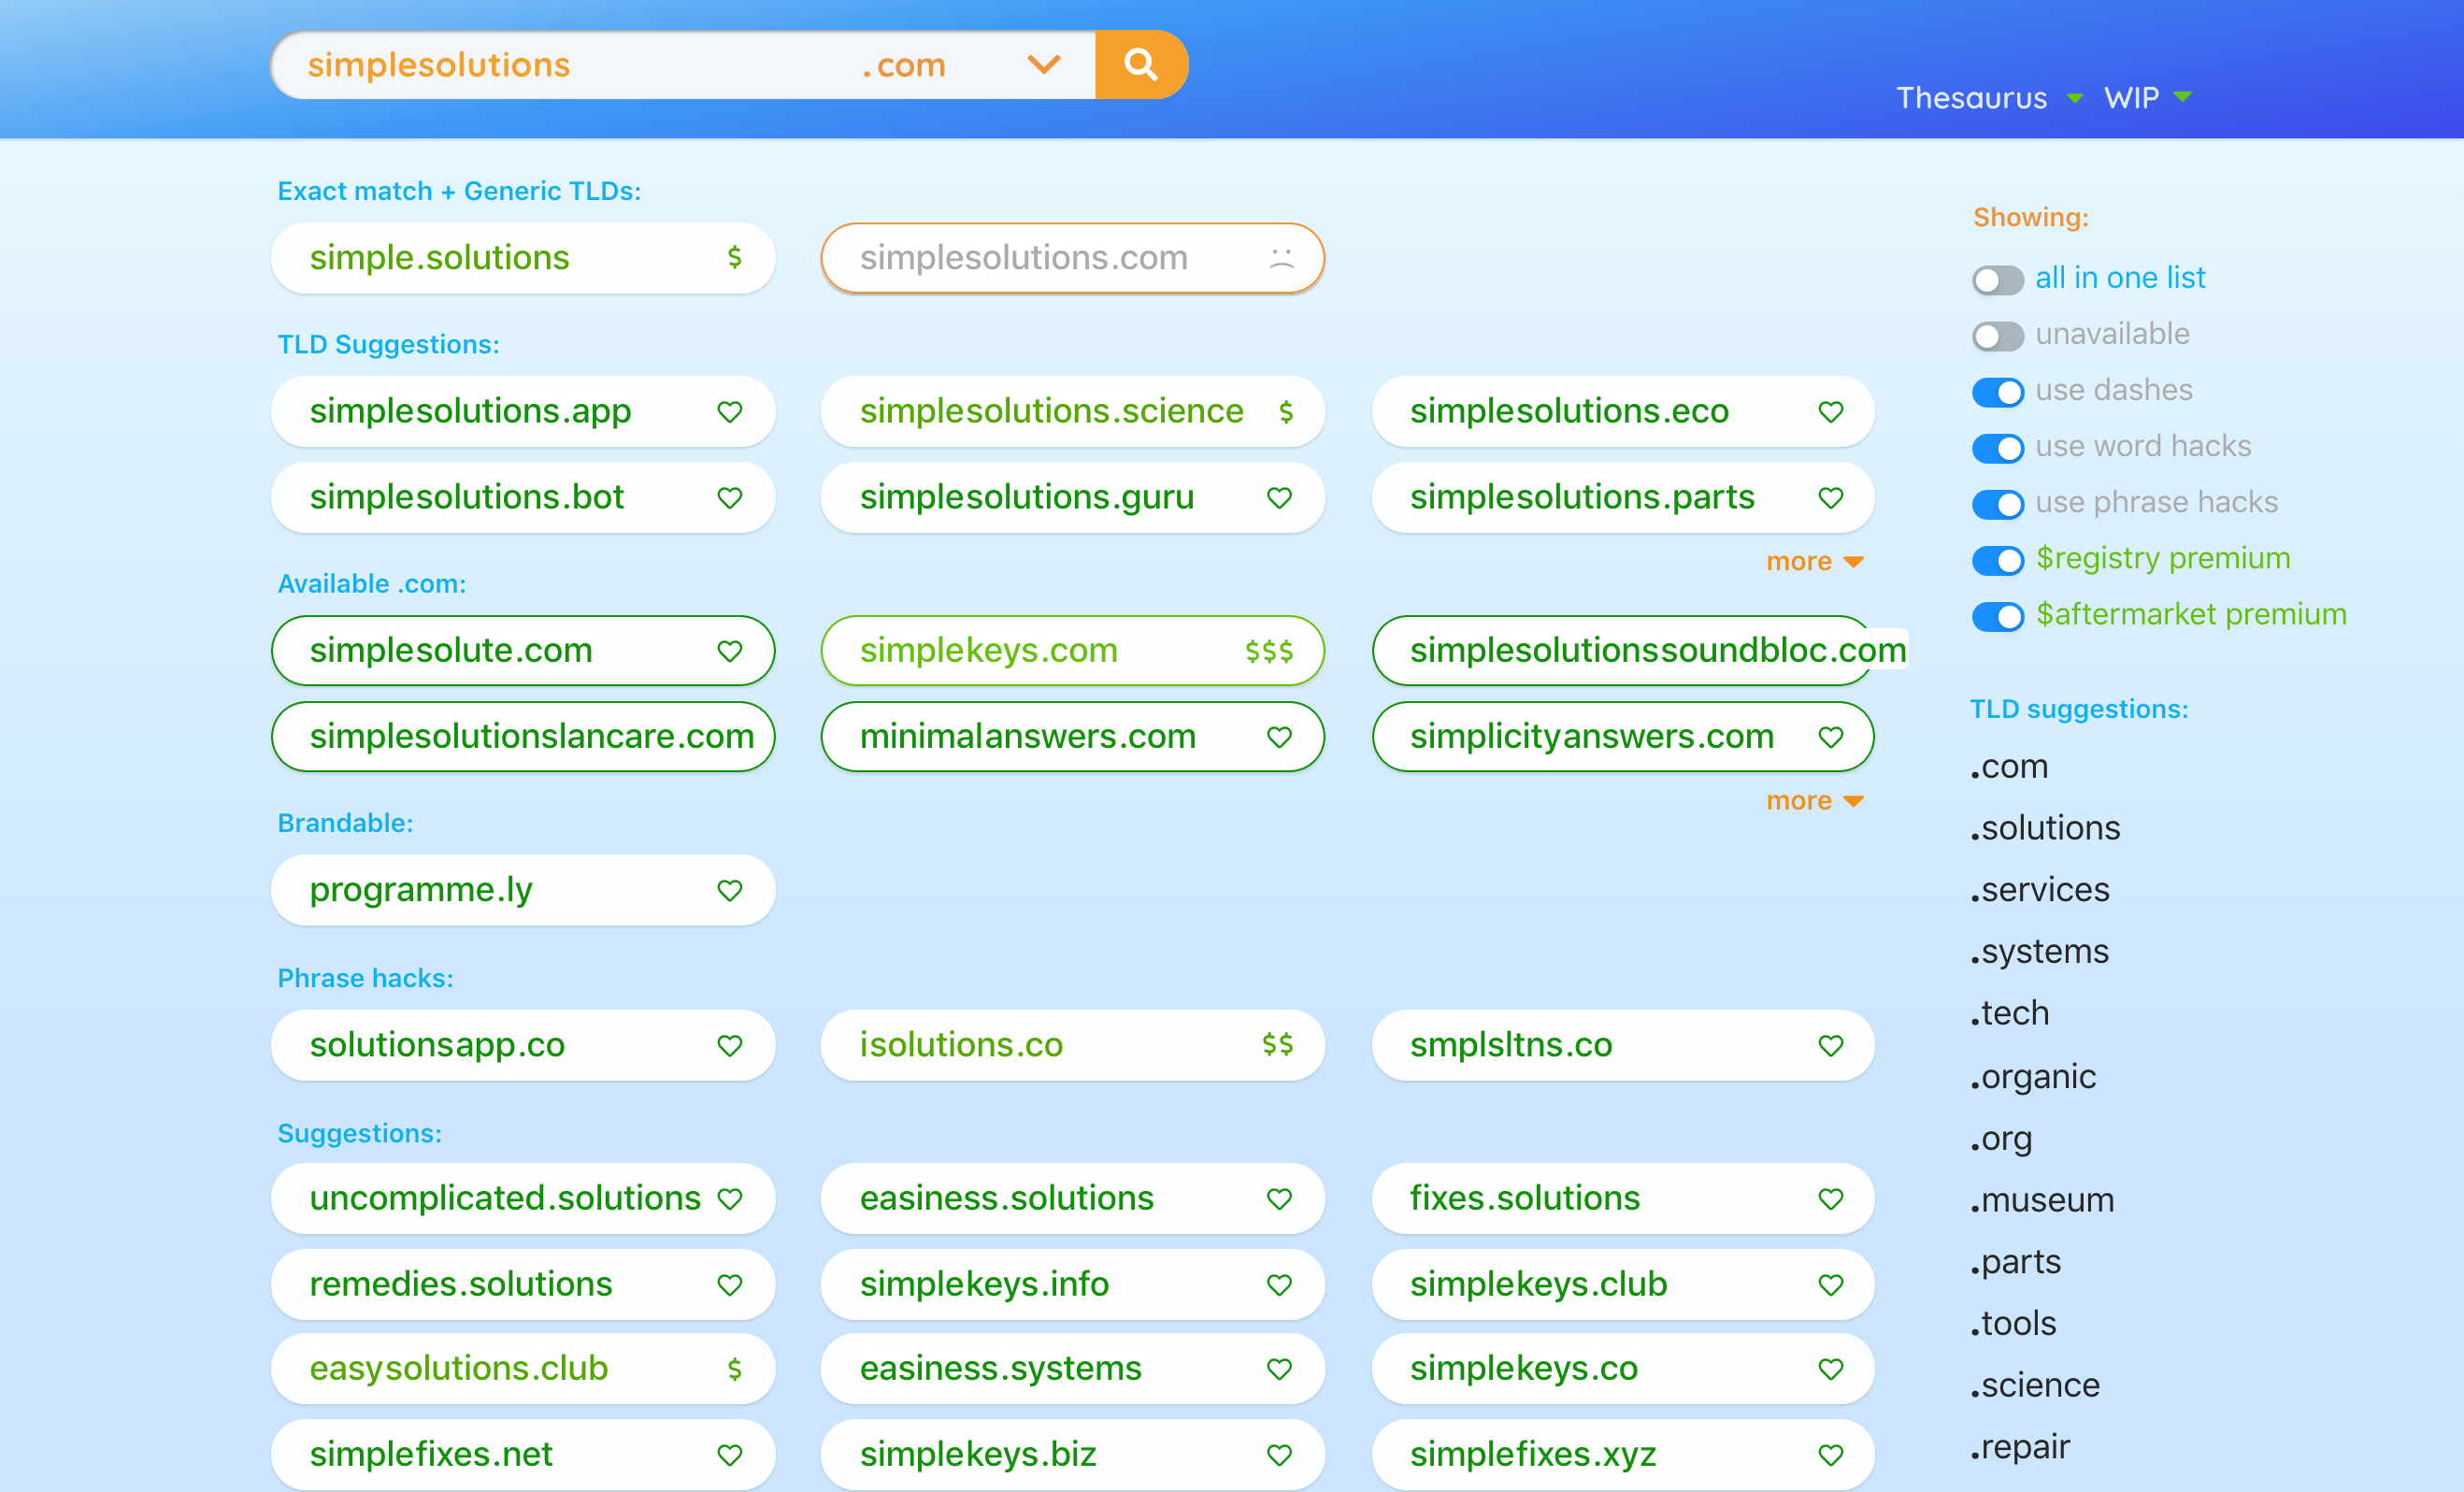 simplesolutions .com
Thesaurus WIP
Exact match + Generic TLDs:
simple.solutions $
simplesolutions.com
TLD Suggestions:
simplesolutions.app
simplesolutions.science $
simplesolutions.eco
simplesolutions.bot
simplesolutions.guru
simplesolutions.parts
more
Available .com:
simplesolute.com
simplekeys.com $$$
simplesolutionssoundbloc.com
simplesolutionslancare.com
minimalanswers.com
simplicityanswers.com
more
Brandable:
programme.ly
Phrase hacks:
solutionsapp.co
isolutions.co $$
smplsltns.co
Suggestions:
uncomplicated.solutions
easiness.solutions
fixes.solutions
remedies.solutions
simplekeys.info
simplekeys.club
easysolutions.club $
easiness.systems
simplekeys.co
simplefixes.net
simplekeys.biz
simplefixes.xyz
Showing:
all in one list
unavailable
use dashes
use word hacks
use phrase hacks
$registry premium
$aftermarket premium
TLD suggestions:
.com
.solutions
.services
.systems
.tech
.organic
.org
.museum
.parts
.tools
.science
.repair